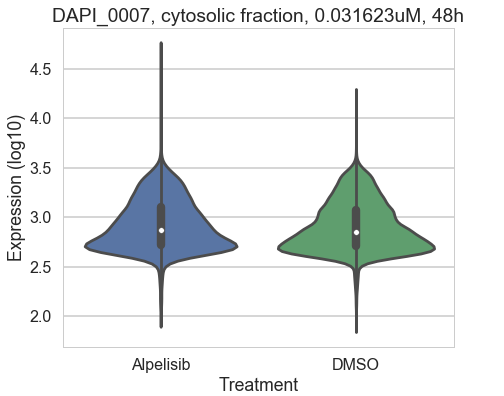 DAPI_0007, cytosolic fraction, 0.031623uM, 48h
Expression (log10)
4.5
4.0
3.5
3.0
2.5
2.0
Alpelisib
DMSO
Treatment